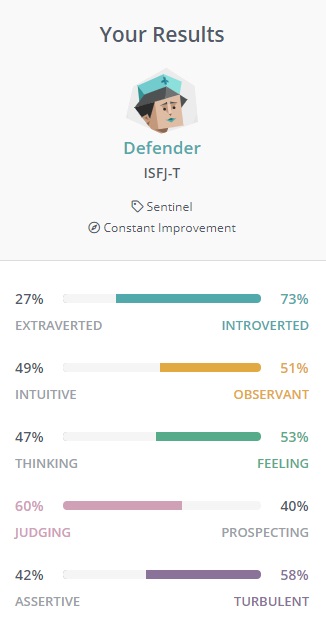 Your Results
Defender
ISFJ-T
Sentinel
Constant Improvement
27% 73%
EXTRAVERTED INTROVERTED
49% 51%
INTUITIVE OBSERVANT
47% 53%
THINKING FEELING
60% 40%
JUDGING PROSPECTING
42% 58%
ASSERTIVE TURBULENT